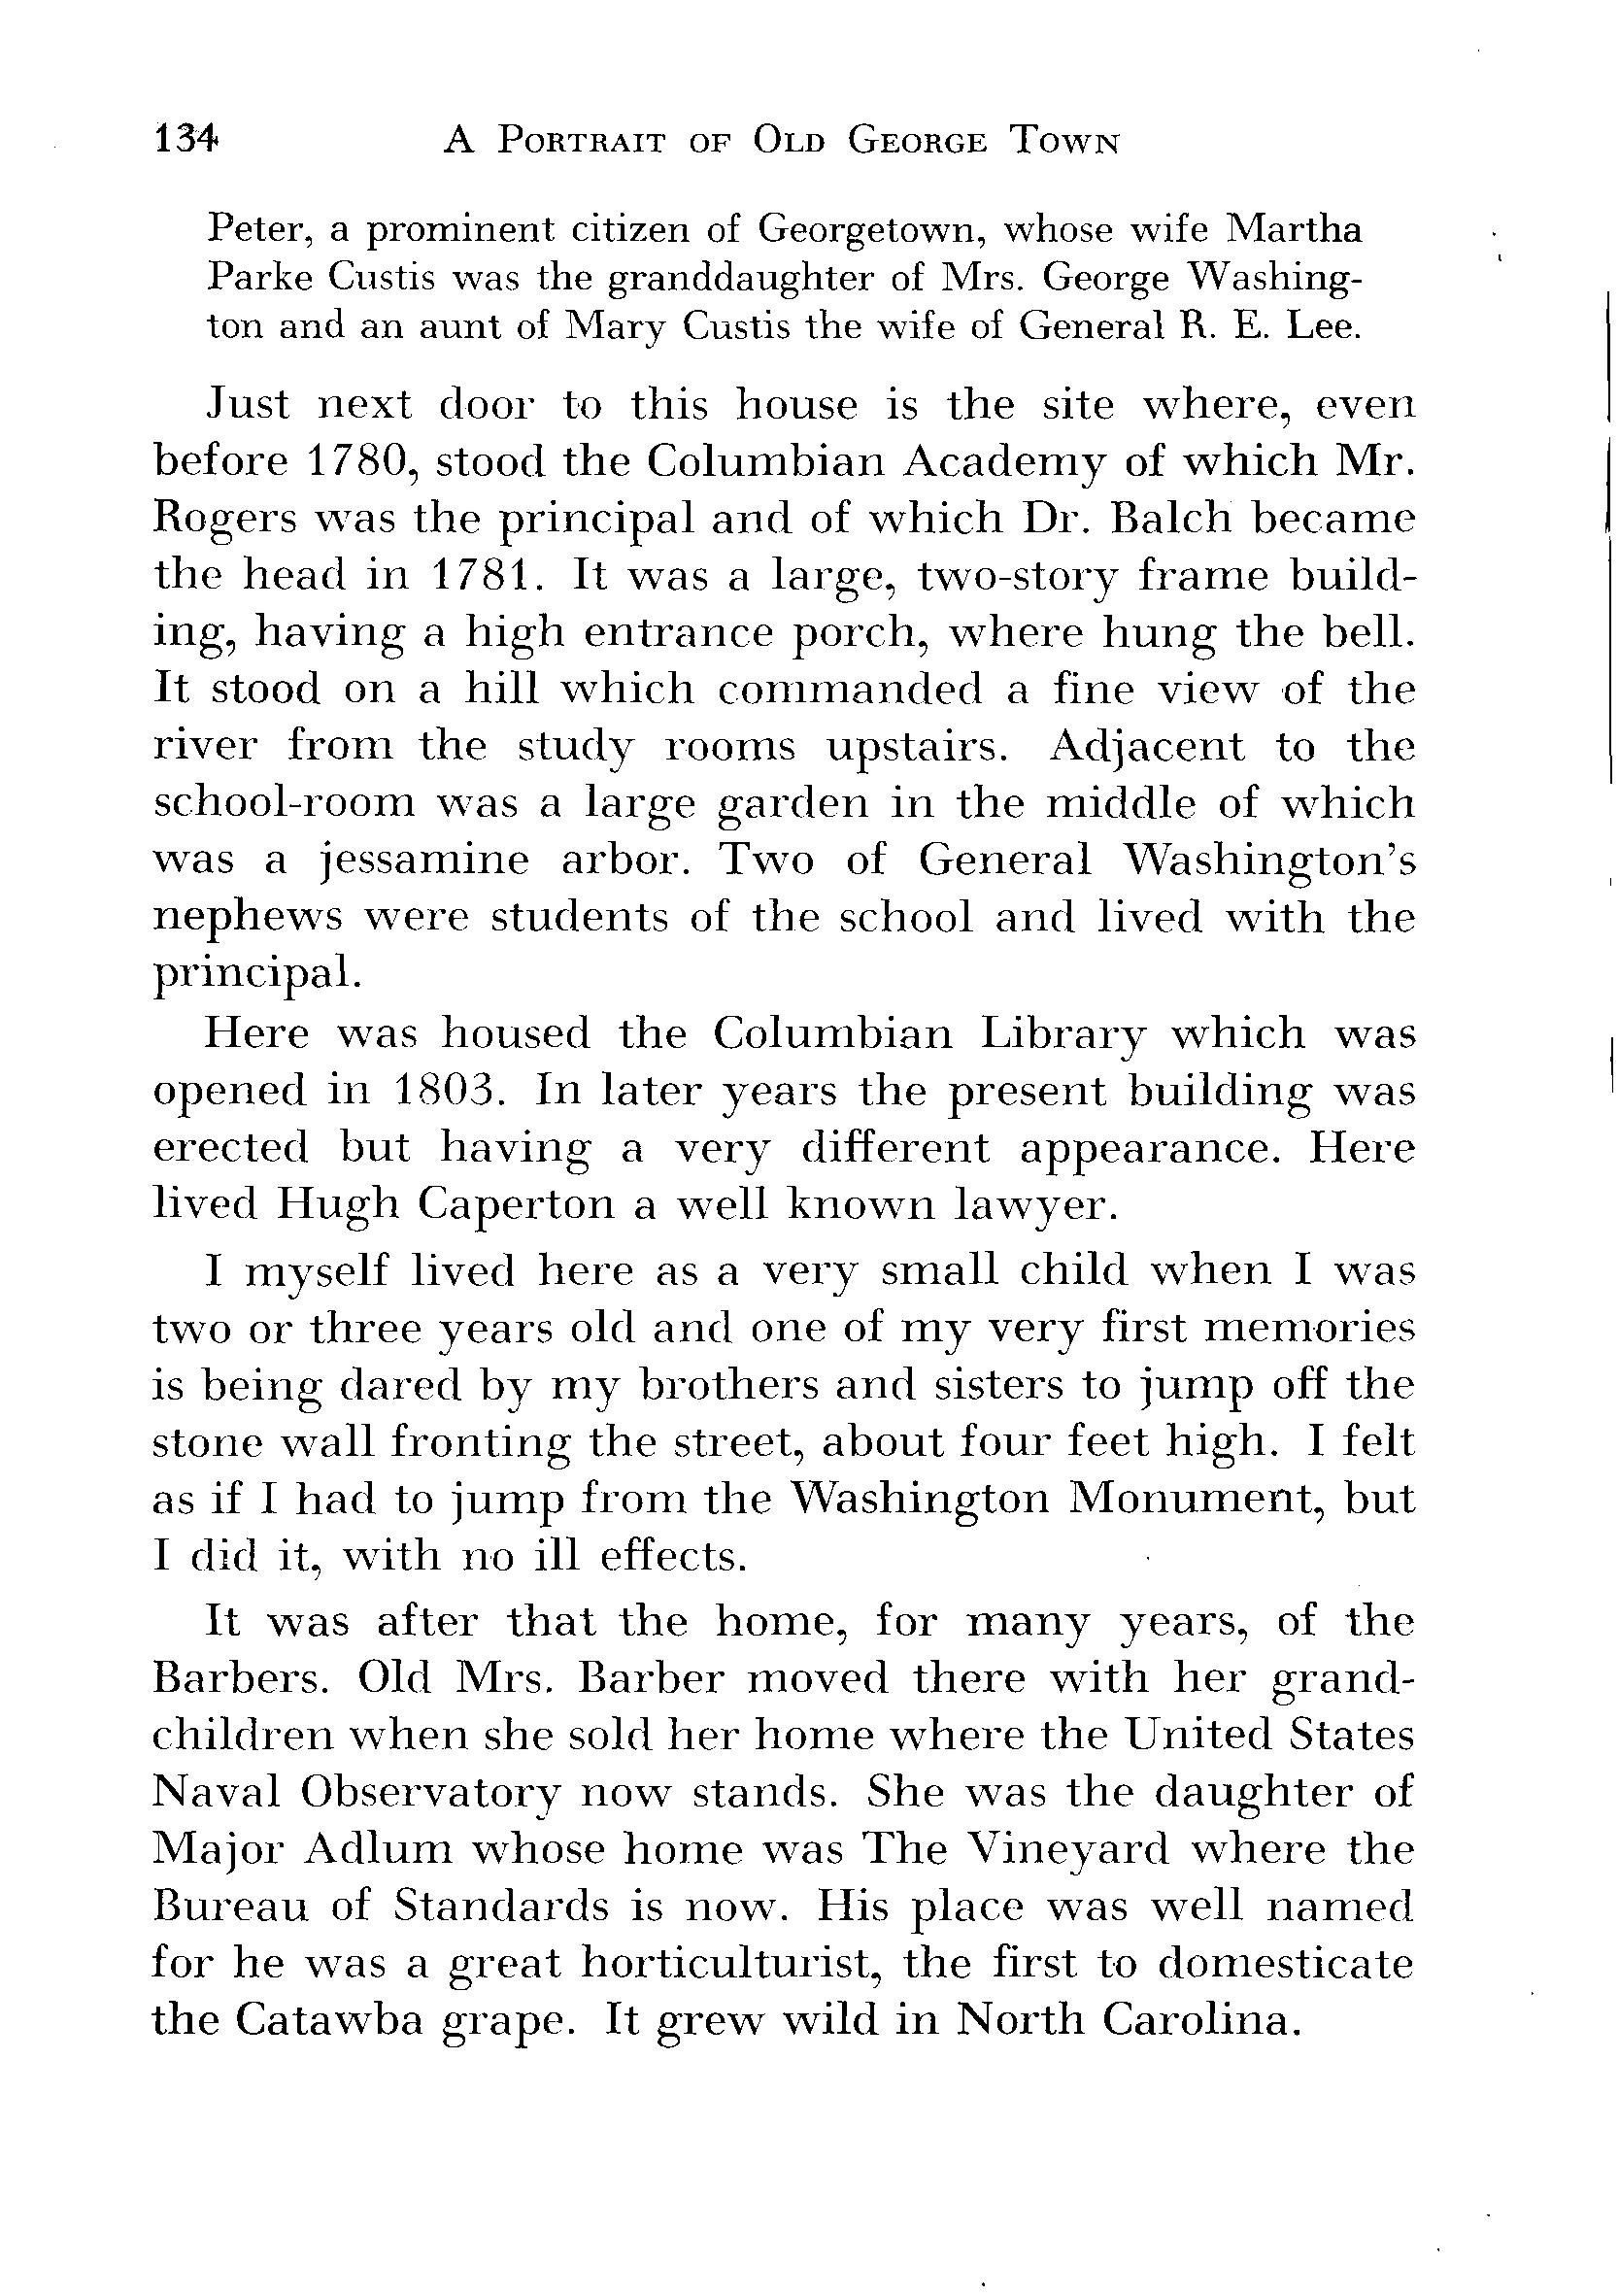 134 A Portrait of Old George Town
Peter, a prominent citizen of Georgetown, whose wife Martha
Parke Custis was the granddaughter of Mrs. George Washing-
ton and an aunt of Mary Custis the wife of General R. E. Lee.
Just next door to this house is the site where, even
before 1780, stood the Columbian Academy of which Mr.
Rogers was the principal and of which Dr. Balch became
the head in 1781. It was a large, two-story frame build-
ing, having a high entrance porch, where hung the bell.
It stood on a hill which commanded a fine view of the
river from the study rooms upstairs. Adjacent to the
school-room was a large garden in the middle of which
was a jessamine arbor. Two of General Washington's
nephews were students of the school and lived with the
principal.
Here was housed the Columbian Library which was
opened in 1803. In later years the present building was
erected but having a very different appearance. Here
lived Hugh Caperton a well known lawyer.
I myself lived here as a very small child when I was
two or three years old and one of my very first memories
is being dared by my brothers and sisters to jump off the
stone wall fronting the street, about four feet high. I felt
as if I had to jump from the Washington Monument, but
I did it, with no ill effects.
It was after that the home, for many years, of the
Barbers. Old Mrs. Barber moved there with her grand-
children when she sold her home where the United States
Naval Observatory now stands. She was the daughter of
Major Adlum whose home was The Vineyard where the
Bureau of Standards is now. His place was well named
for he was a great horticulturist, the first to domesticate
the Catawba grape. It grew wild in North Carolina.